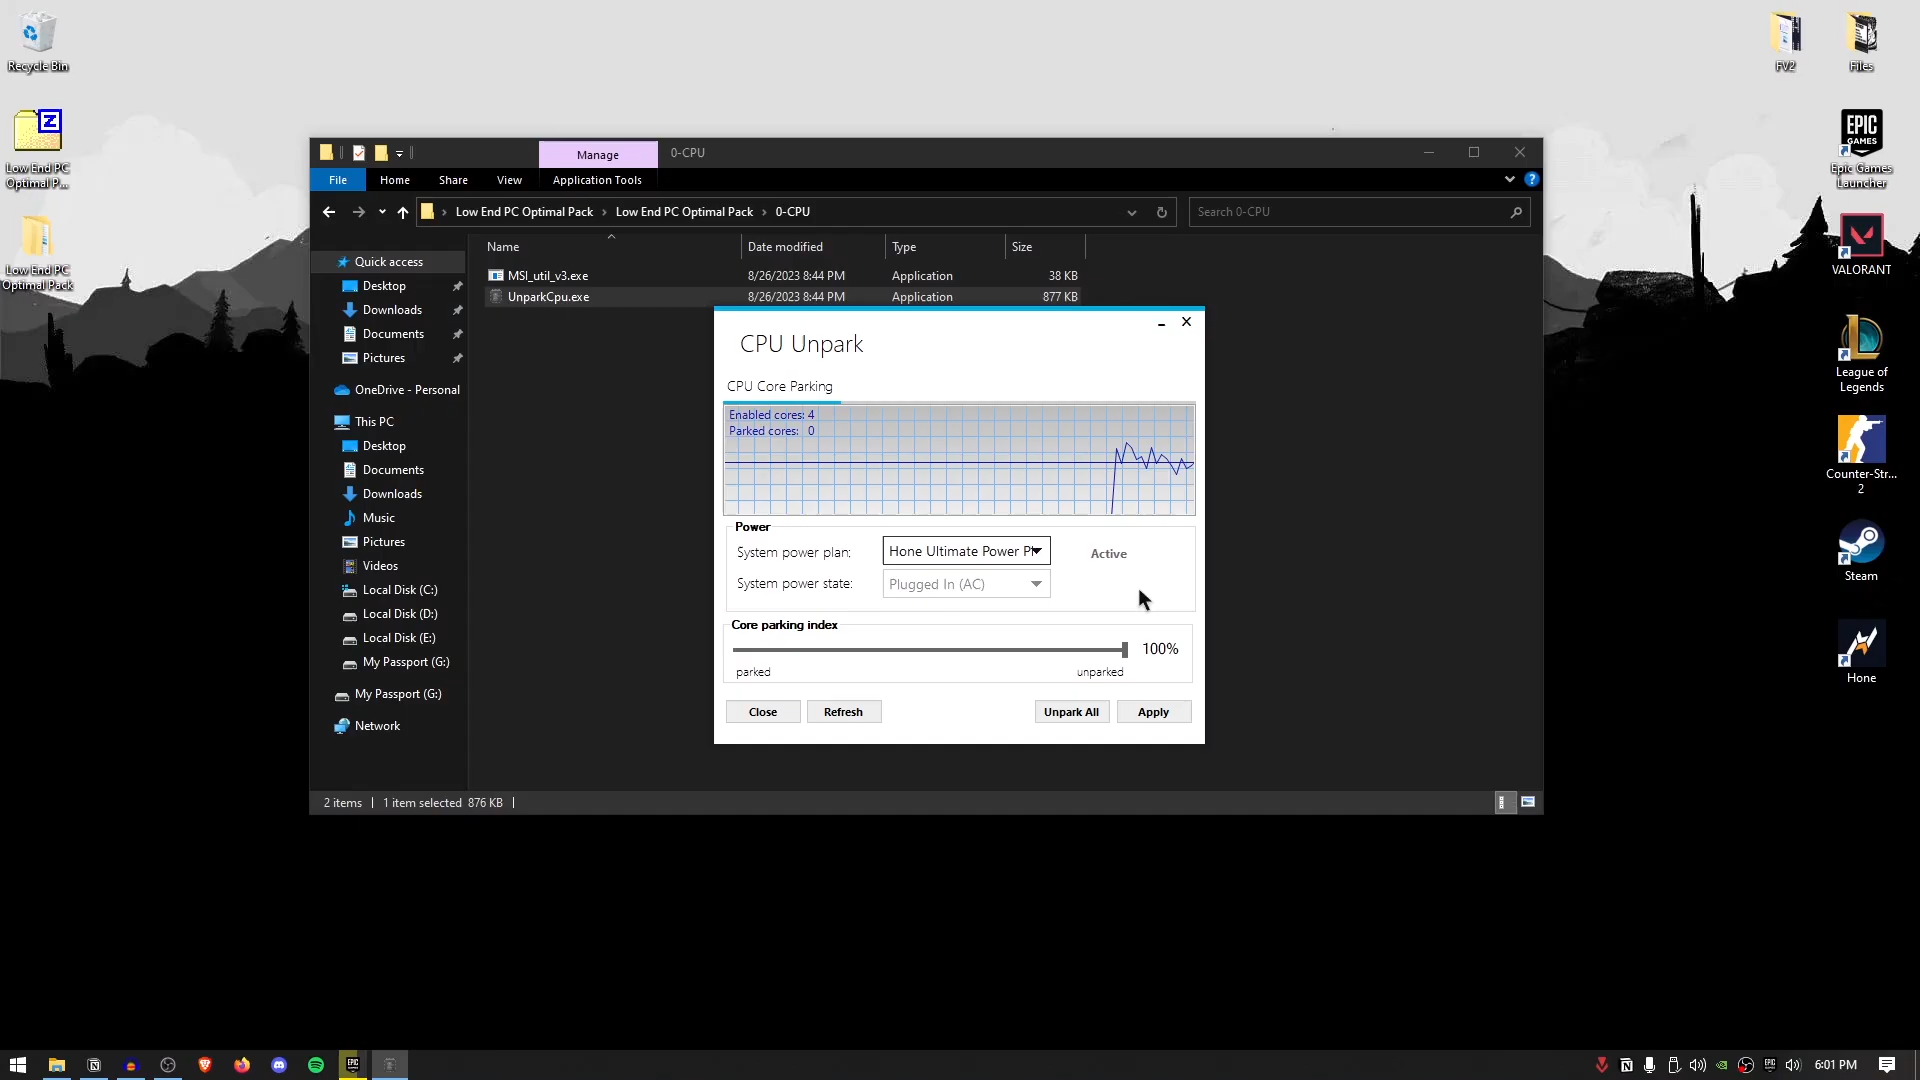 Recycle Bin
Low End PC
Optimal P...
Low End PC
Optimal Pack
FV2
Files
EPIC
GAMES
Epic Games
Launcher
VALORANT
League of
Legends
Counter-Str...
2
Steam
Hone
Manage
0-CPU
File
Home
Share
View
Application Tools
Low End PC Optimal Pack
Low End PC Optimal Pack
0-CPU
Search 0-CPU
Name
Date modified
Type
Size
MSI_util_v3.exe
8/26/2023 8:44 PM
Application
38 KB
UnparkCpu.exe
8/26/2023 8:44 PM
Application
877 KB
Quick access
Desktop
Downloads
Documents
Pictures
OneDrive - Personal
This PC
Desktop
Documents
Downloads
Music
Pictures
Videos
Local Disk (C:)
Local Disk (D:)
Local Disk (E:)
My Passport (G:)
My Passport (G:)
Network
2 items
1 item selected 876 KB
CPU Unpark
CPU Core Parking
Enabled cores: 4
Parked cores: 0
Power
System power plan:
Hone Ultimate Power Pl
Active
System power state:
Plugged In (AC)
Core parking index
100%
parked
unparked
Close
Refresh
Unpark All
Apply
6:01 PM